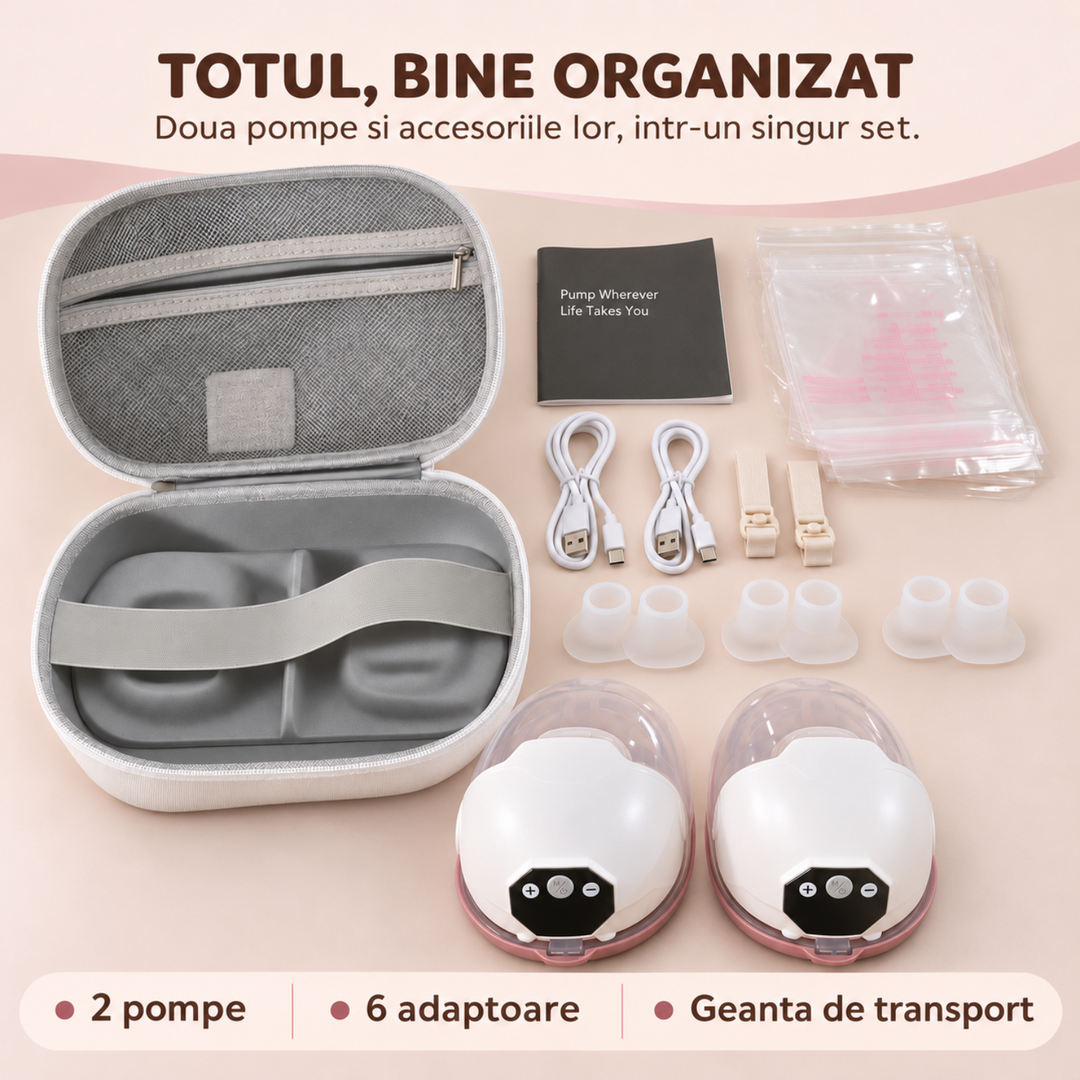 TOTUL, BINE ORGANIZAT
Doua pompe si accesoriile lor, intr-un singur set.
Pump Wherever
Life Takes You
+ M/⏻ −
+ M/⏻ −
2 pompe
6 adaptoare
Geanta de transport